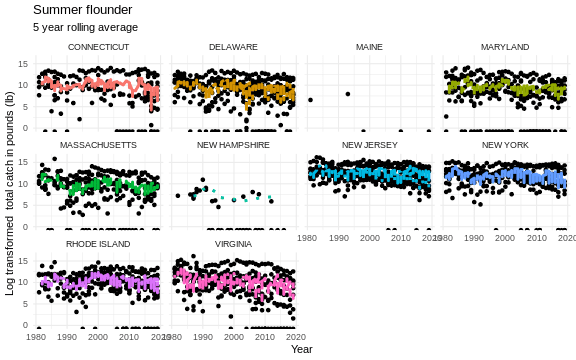 Summer flounder
5 year rolling average
CONNECTICUT DELAWARE MAINE MARYLAND
15
10
5
0
MASSACHUSETTS NEW HAMPSHIRE NEW JERSEY NEW YORK
15
10
5
0
1980 1990 2000 2010 2020 1980 1990 2000 2010 2020
RHODE ISLAND VIRGINIA
15
10
5
0
1980 1990 2000 2010 2020 1980 1990 2000 2010 2020
Year
Log transformed total catch in pounds (lb)